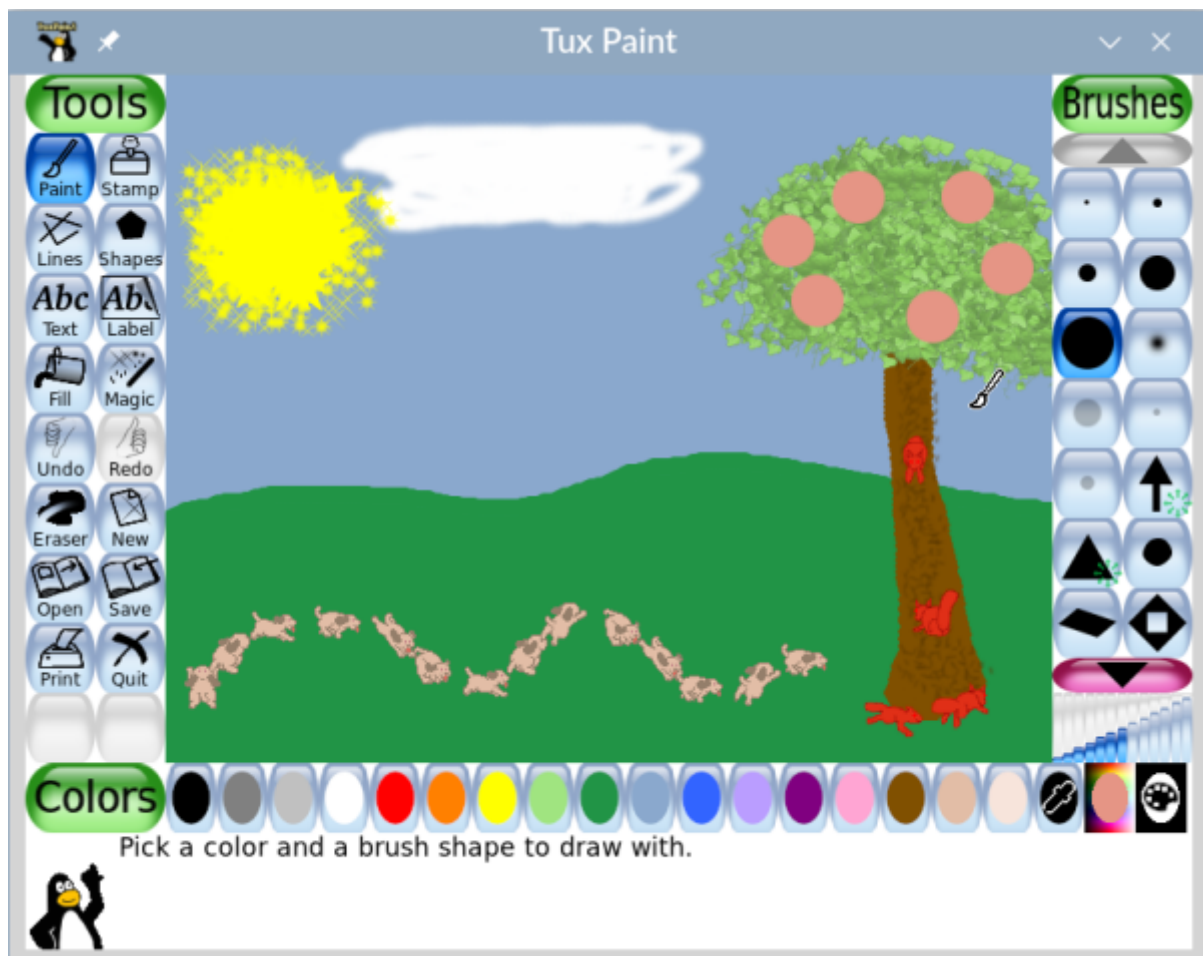 Tux Paint
Tools
Brushes
Paint
Stamp
Lines
Shapes
Abc
Abc
Text
Label
Fill
Magic
Undo
Redo
Eraser
New
Open
Save
Print
Quit
Colors
Pick a color and a brush shape to draw with.